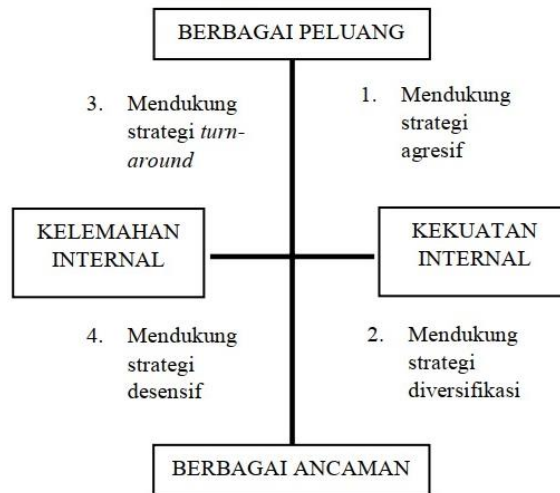 BERBAGAI PELUANG
3. Mendukung
strategi turn-
around
1. Mendukung
strategi
agresif
KELEMAHAN
INTERNAL
KEKUATAN
INTERNAL
4. Mendukung
strategi
desensif
2. Mendukung
strategi
diversifikasi
BERBAGAI ANCAMAN